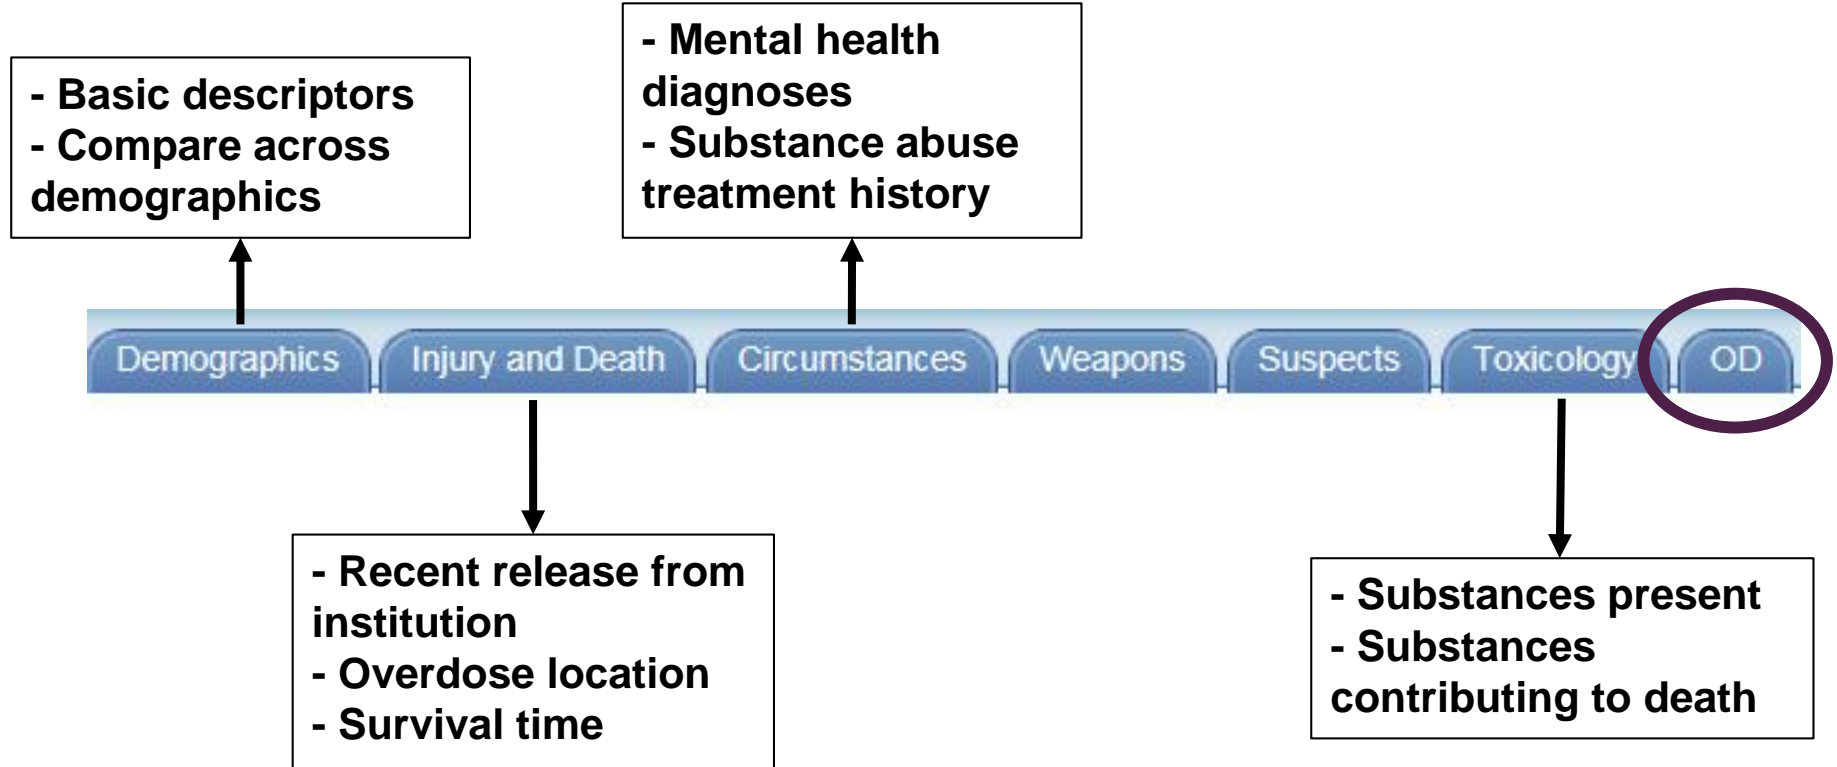 - Mental health
diagnoses
- Substance abuse
treatment history
- Basic descriptors
- Compare across
demographics
Demographics Injury and Death Circumstances Weapons Suspects Toxicology OD
- Recent release from
institution
- Overdose location
- Survival time
- Substances present
- Substances
contributing to death